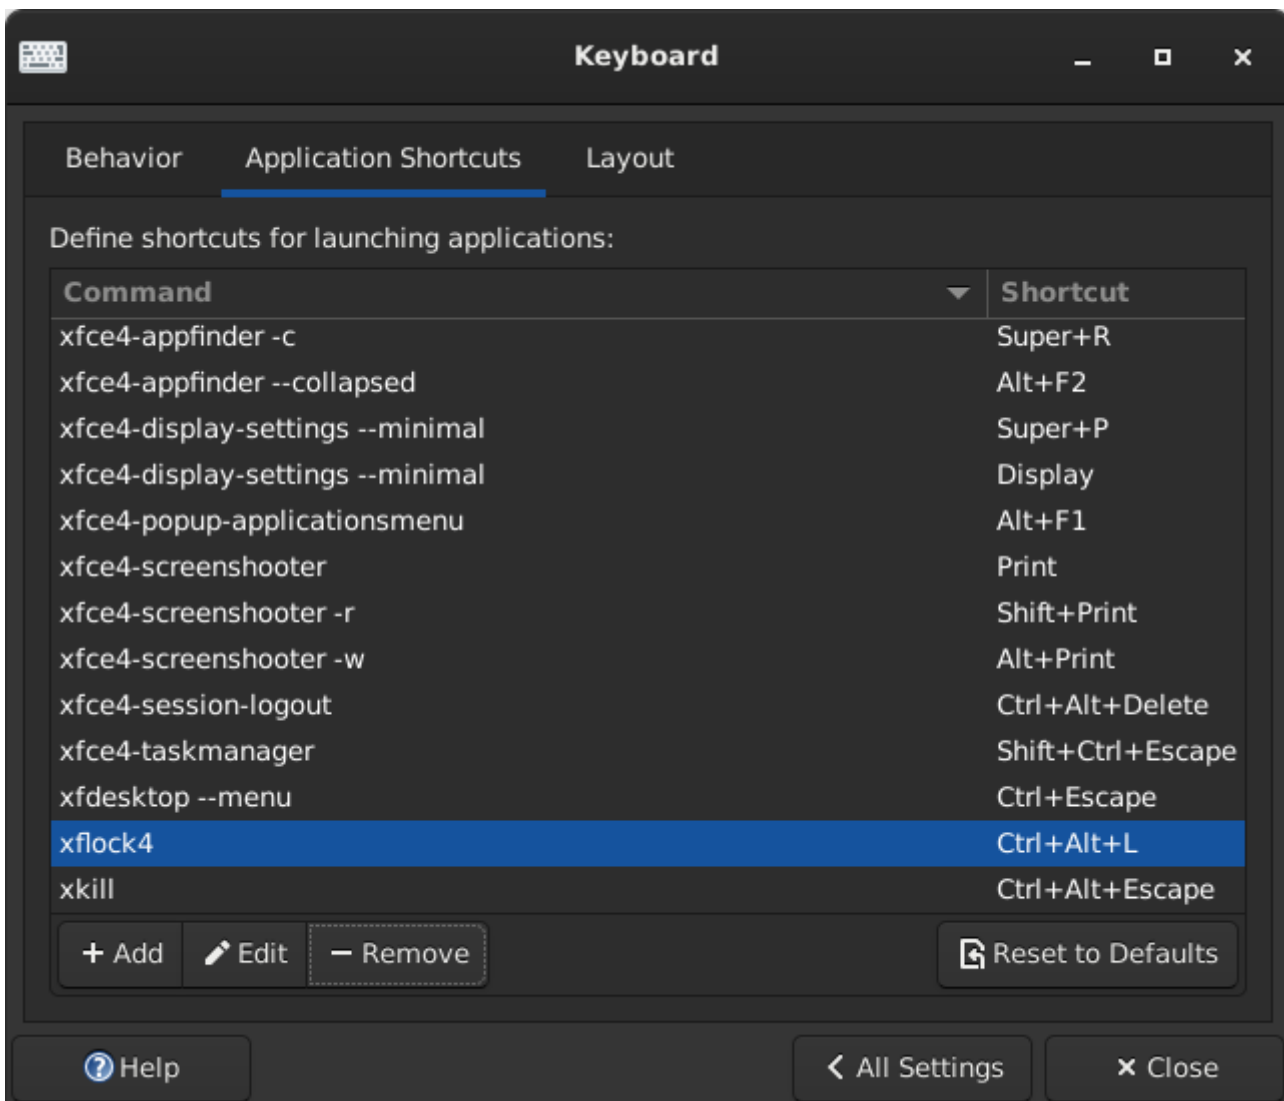 Keyboard
Behavior Application Shortcuts Layout
Define shortcuts for launching applications:
Command Shortcut
xfce4-appfinder -c Super+R
xfce4-appfinder --collapsed Alt+F2
xfce4-display-settings --minimal Super+P
xfce4-display-settings --minimal Display
xfce4-popup-applicationsmenu Alt+F1
xfce4-screenshooter Print
xfce4-screenshooter -r Shift+Print
xfce4-screenshooter -w Alt+Print
xfce4-session-logout Ctrl+Alt+Delete
xfce4-taskmanager Shift+Ctrl+Escape
xfdesktop --menu Ctrl+Escape
xflock4 Ctrl+Alt+L
xkill Ctrl+Alt+Escape
Add Edit Remove Reset to Defaults
Help All Settings Close